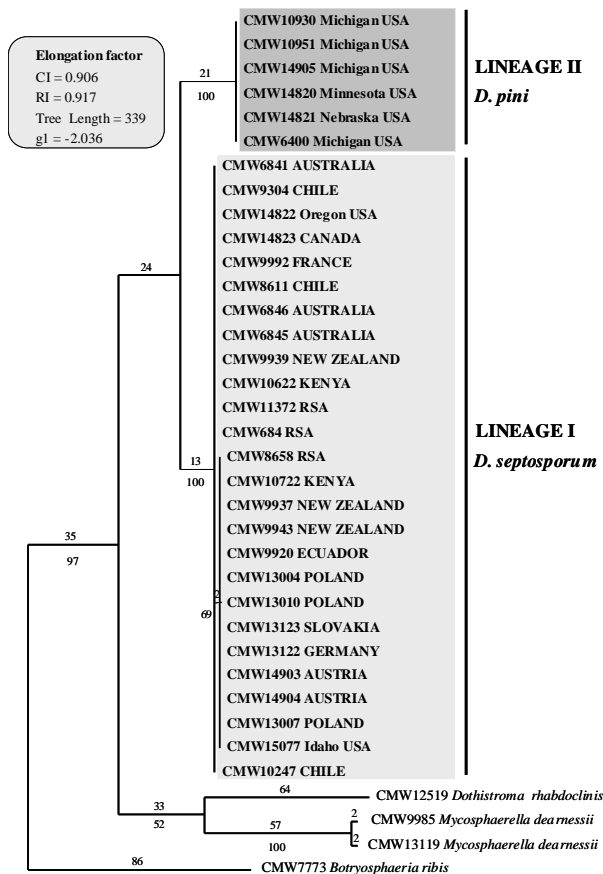 Elongation factor
CI = 0.906
RI = 0.917
Tree Length = 339
g1 = -2.036
CMW10930 Michigan USA
CMW10951 Michigan USA
CMW14905 Michigan USA
CMW14820 Minnesota USA
CMW14821 Nebraska USA
CMW6400 Michigan USA
21
100
LINEAGE II
D. pini
CMW6841 AUSTRALIA
CMW9304 CHILE
CMW14822 Oregon USA
CMW14823 CANADA
CMW9992 FRANCE
CMW8611 CHILE
CMW6846 AUSTRALIA
CMW6845 AUSTRALIA
CMW9939 NEW ZEALAND
CMW10622 KENYA
CMW11372 RSA
CMW684 RSA
CMW8658 RSA
CMW10722 KENYA
CMW9937 NEW ZEALAND
CMW9943 NEW ZEALAND
CMW9920 ECUADOR
CMW13004 POLAND
CMW13010 POLAND
CMW13123 SLOVAKIA
CMW13122 GERMANY
CMW14903 AUSTRIA
CMW14904 AUSTRIA
CMW13007 POLAND
CMW15077 Idaho USA
CMW10247 CHILE
24
13
100
2
69
LINEAGE I
D. septosporum
35
97
33
52
64
CMW12519 Dothistroma rhabdoclinis
57
100
2
CMW9985 Mycosphaerella dearnessii
2
CMW13119 Mycosphaerella dearnessii
86
CMW7773 Botryosphaeria ribis